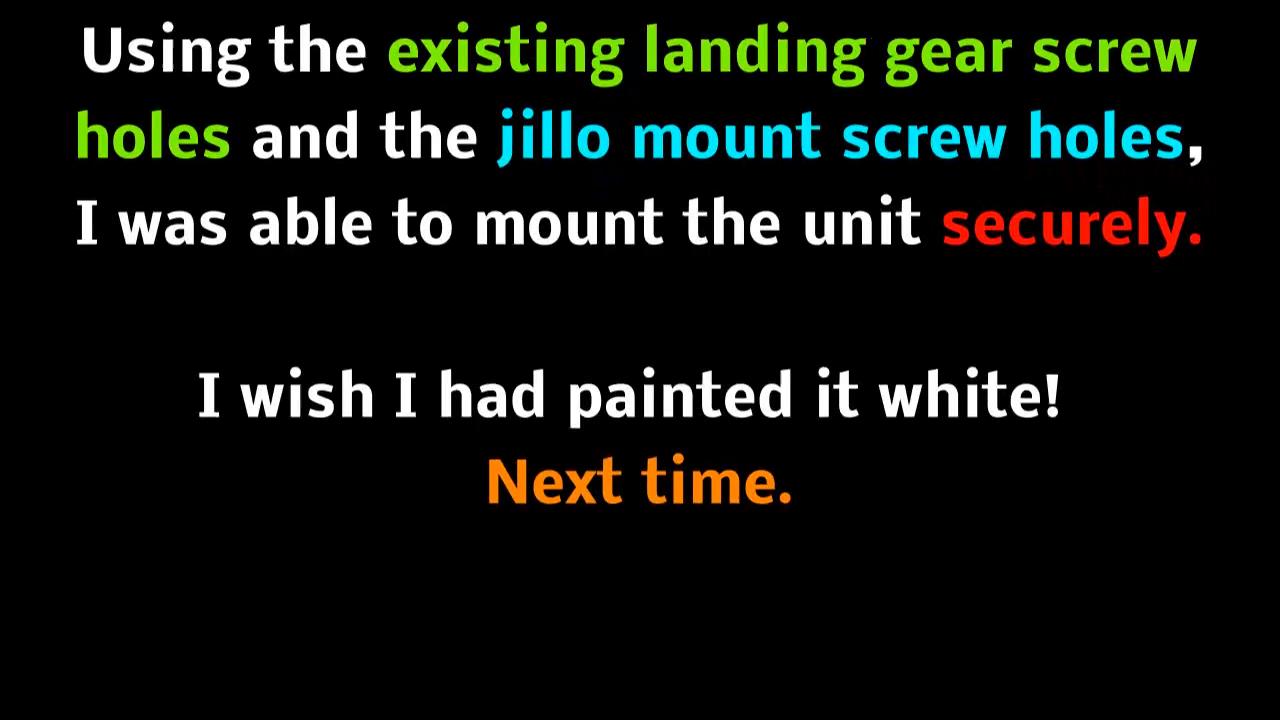 Using the existing landing gear screw
holes and the jillo mount screw holes,
I was able to mount the unit securely.
I wish I had painted it white!
Next time.